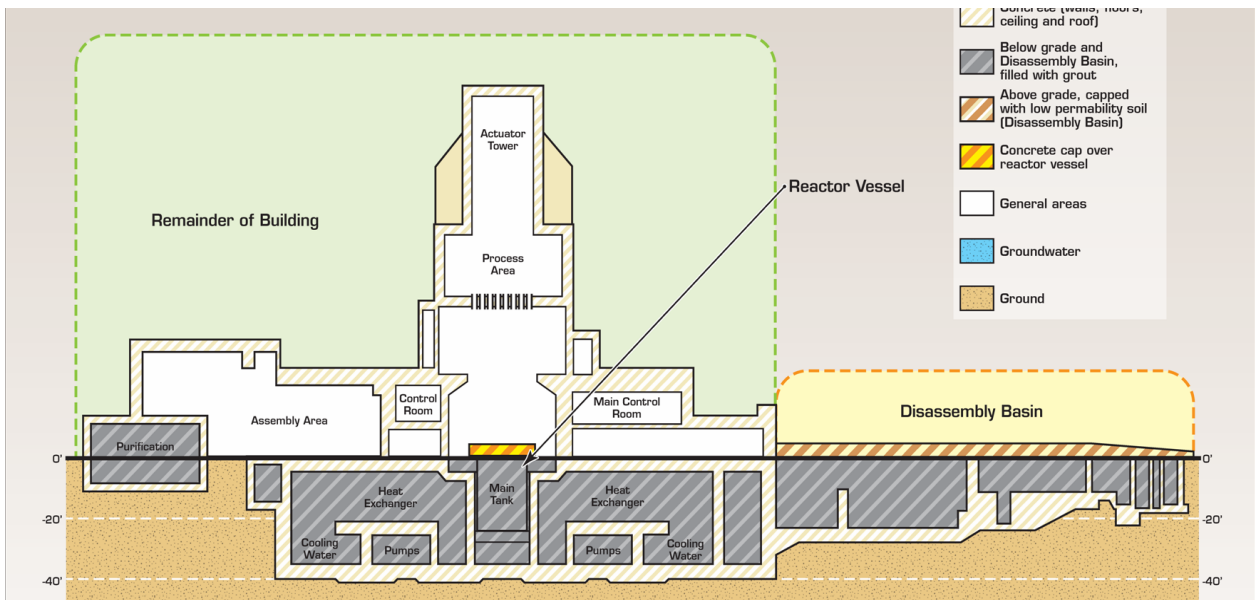 Concrete (walls, floors,
ceiling and roof)
Below grade and
Disassembly Basin,
filled with grout
Above grade, capped
with low permability soil
(Disassembly Basin)
Concrete cap over
reactor vessel
General areas
Groundwater
Ground
Actuator
Tower
Reactor Vessel
Remainder of Building
Process
Area
Control
Room
Main Control
Room
Assembly Area
Disassembly Basin
Purification
0'
0'
Heat
Exchanger
Main
Tank
Heat
Exchanger
-20'
-20'
Cooling
Water
Pumps
Pumps
Cooling
Water
-40'
-40'